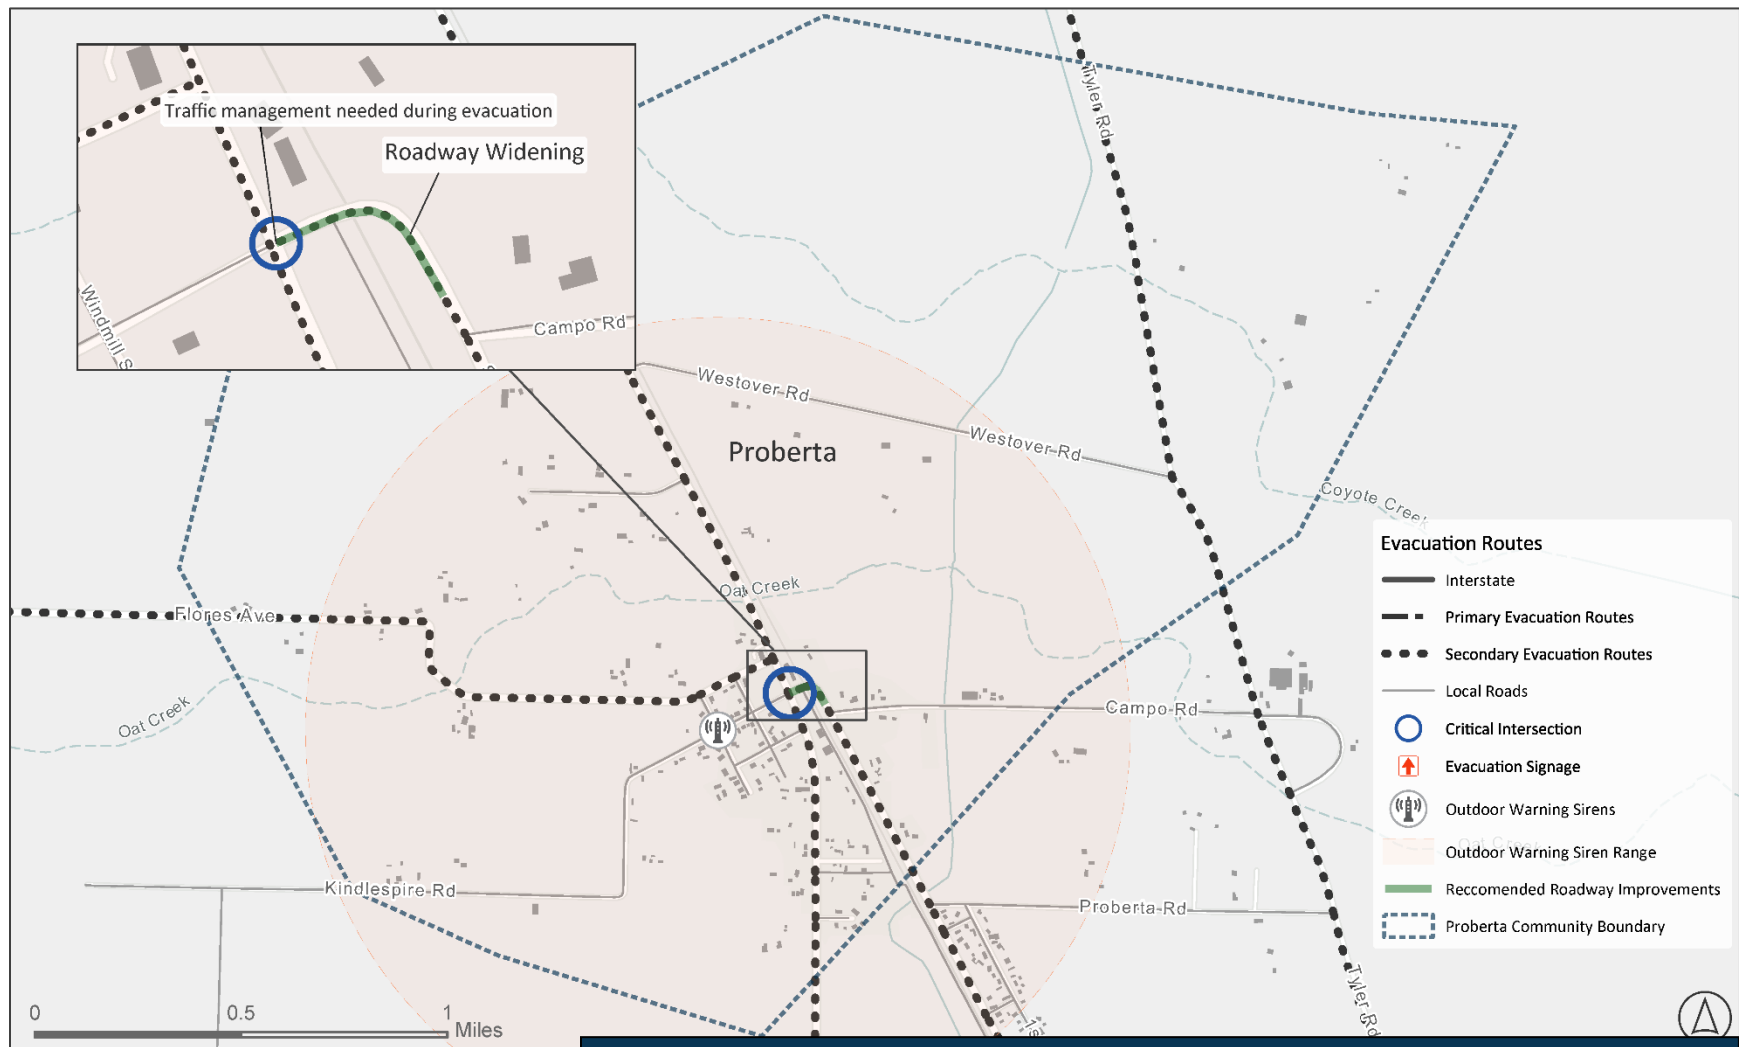 Traffic management needed during evacuation
Roadway Widening
Campo Rd
Windmill S
Tyler Rd
Westover Rd
Westover Rd
Proberta
Coyote Creek
Oat Creek
Flores Ave
Oat Creek
Campo Rd
Kindlespire Rd
Proberta Rd
Tyler Rd
Evacuation Routes
Interstate
Primary Evacuation Routes
Secondary Evacuation Routes
Local Roads
Critical Intersection
Evacuation Signage
Outdoor Warning Sirens
Outdoor Warning Siren Range
Reccomended Roadway Improvements
Proberta Community Boundary
0 0.5 1
Miles